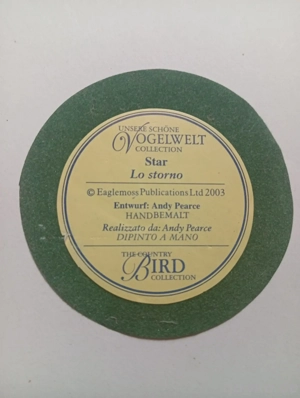 UNSERE SCHÖNE
VOGELWELT
COLLECTION
Star
Lo storno
© Eaglemoss Publications Ltd 2003
Entwurf: Andy Pearce
HANDBEMALT
Realizzato da: Andy Pearce
DIPINTO A MANO
THE COUNTRY
BIRD
COLLECTION